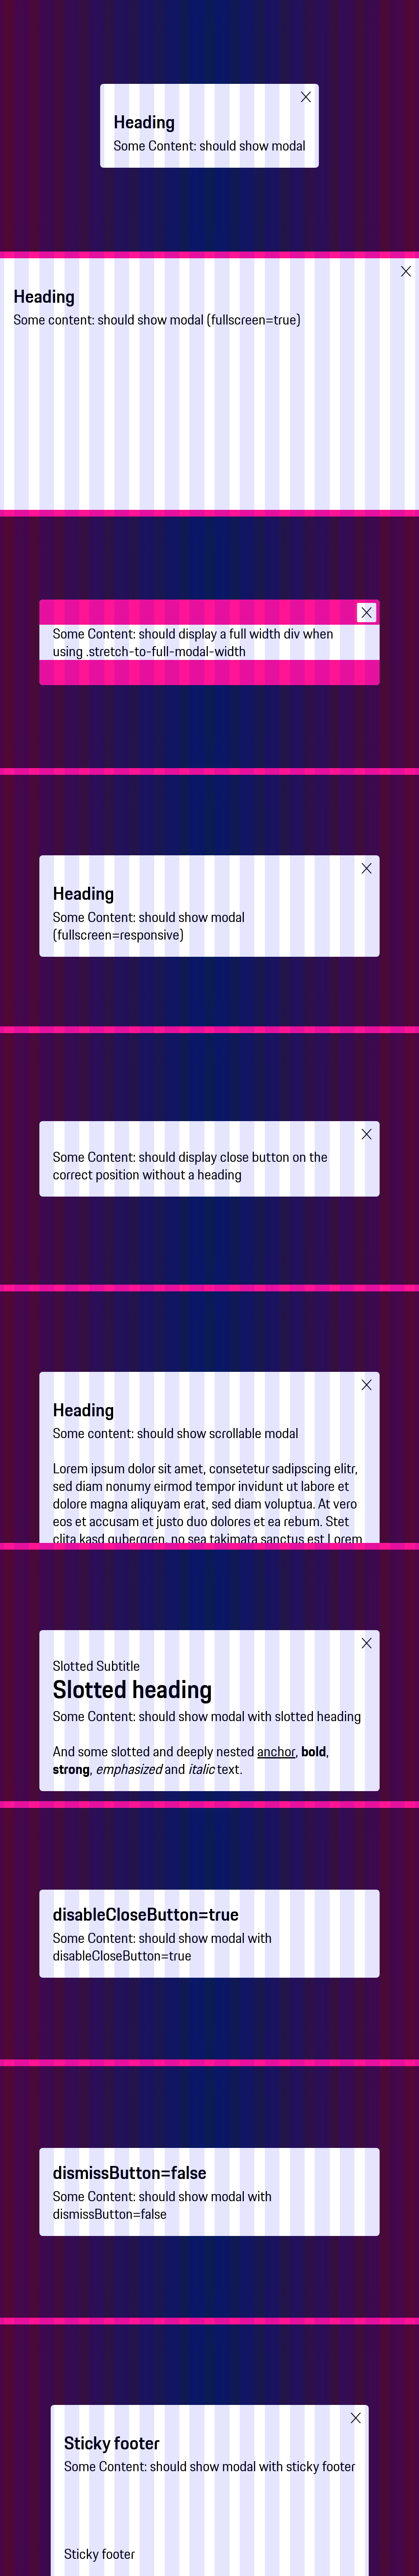 Heading
Some Content: should show modal
Heading
Some content: should show modal (fullscreen=true)
Some Content: should display a full width div when
using .stretch-to-full-modal-width
Heading
Some Content: should show modal
(fullscreen=responsive)
Some Content: should display close button on the
correct position without a heading
Heading
Some content: should show scrollable modal
Lorem ipsum dolor sit amet, consetetur sadipscing elitr,
sed diam nonumy eirmod tempor invidunt ut labore et
dolore magna aliquyam erat, sed diam voluptua. At vero
eos et accusam et justo duo dolores et ea rebum. Stet
clita kasd gubergren, no sea takimata sanctus est Lorem
Slotted Subtitle
Slotted heading
Some Content: should show modal with slotted heading
And some slotted and deeply nested anchor, bold,
strong, emphasized and italic text.
disableCloseButton=true
Some Content: should show modal with
disableCloseButton=true
dismissButton=false
Some Content: should show modal with
dismissButton=false
Sticky footer
Some Content: should show modal with sticky footer
Sticky footer